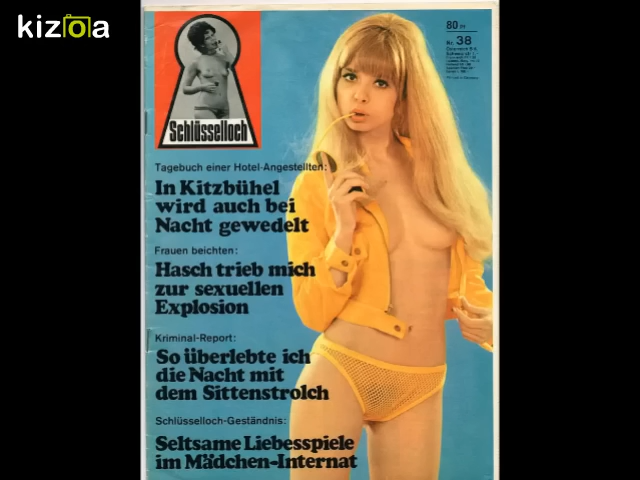 kizoa
Schlüsselloch
80 Pf
Nr. 38
Tagebuch einer Hotel-Angestellten:
In Kitzbühel
wird auch bei
Nacht gewedelt
Frauen beichten:
Hasch trieb mich
zur sexuellen
Explosion
Kriminal-Report:
So überlebte ich
die Nacht mit
dem Sittenstrolch
Schlüsselloch-Geständnis:
Seltsame Liebesspiele
im Mädchen-Internat